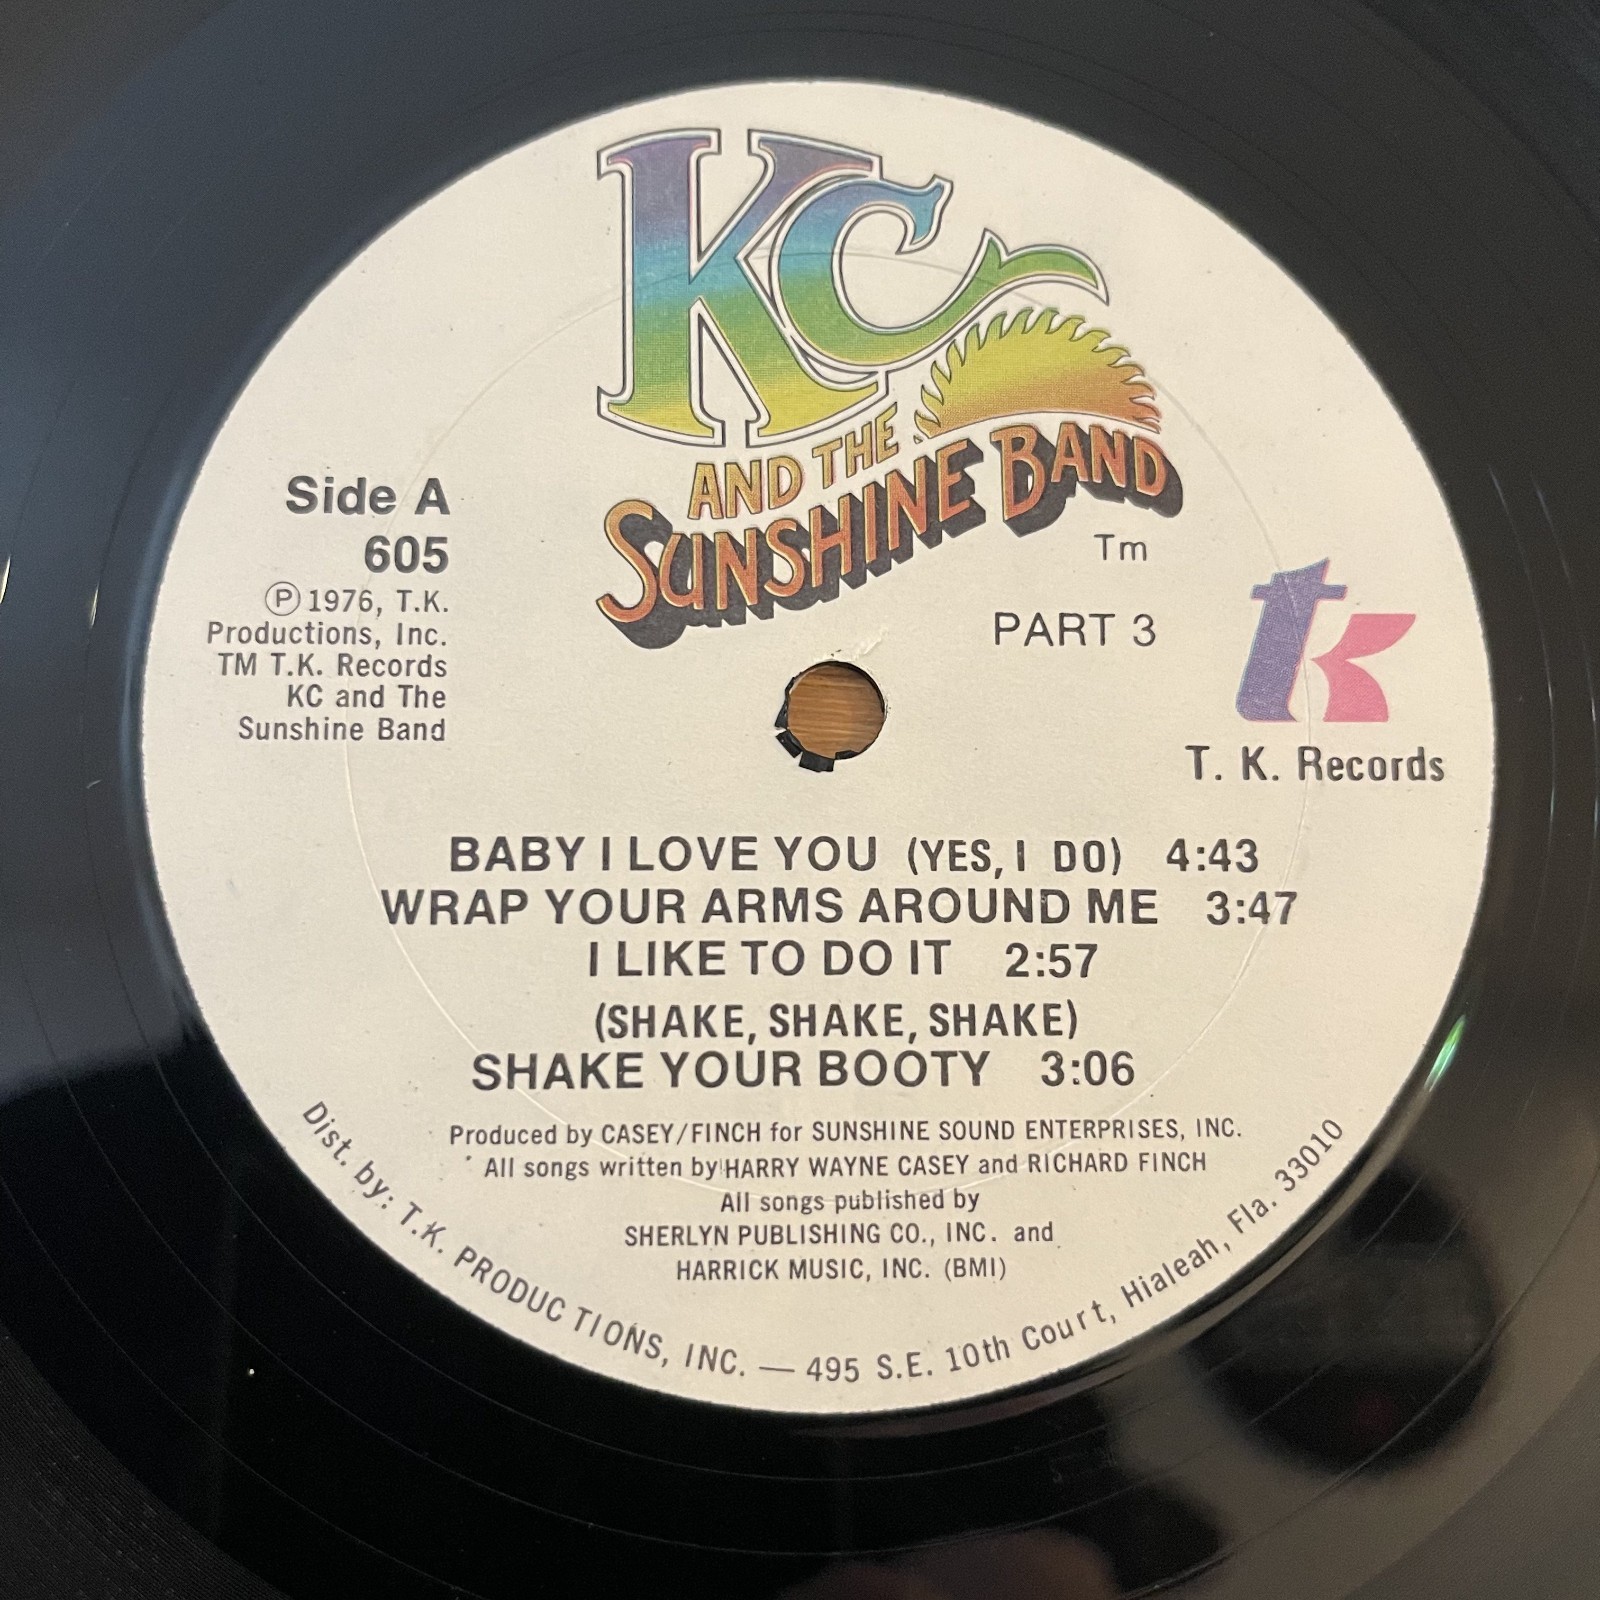 KC
AND THE
SUNSHINE BAND
Tm
PART 3
Side A
605
Ⓟ1976, T.K.
Productions, Inc.
TM T.K. Records
KC and The
Sunshine Band
tk
T. K. Records
BABY I LOVE YOU (YES, I DO) 4:43
WRAP YOUR ARMS AROUND ME 3:47
I LIKE TO DO IT 2:57
(SHAKE, SHAKE, SHAKE)
SHAKE YOUR BOOTY 3:06
Produced by CASEY/FINCH for SUNSHINE SOUND ENTERPRISES, INC.
All songs written by HARRY WAYNE CASEY and RICHARD FINCH
All songs published by
SHERLYN PUBLISHING CO., INC. and
HARRICK MUSIC, INC. (BMI)
Dist. by: T.K. PRODUCTIONS, INC. — 495 S.E. 10th Court, Hialeah, Fla. 33010